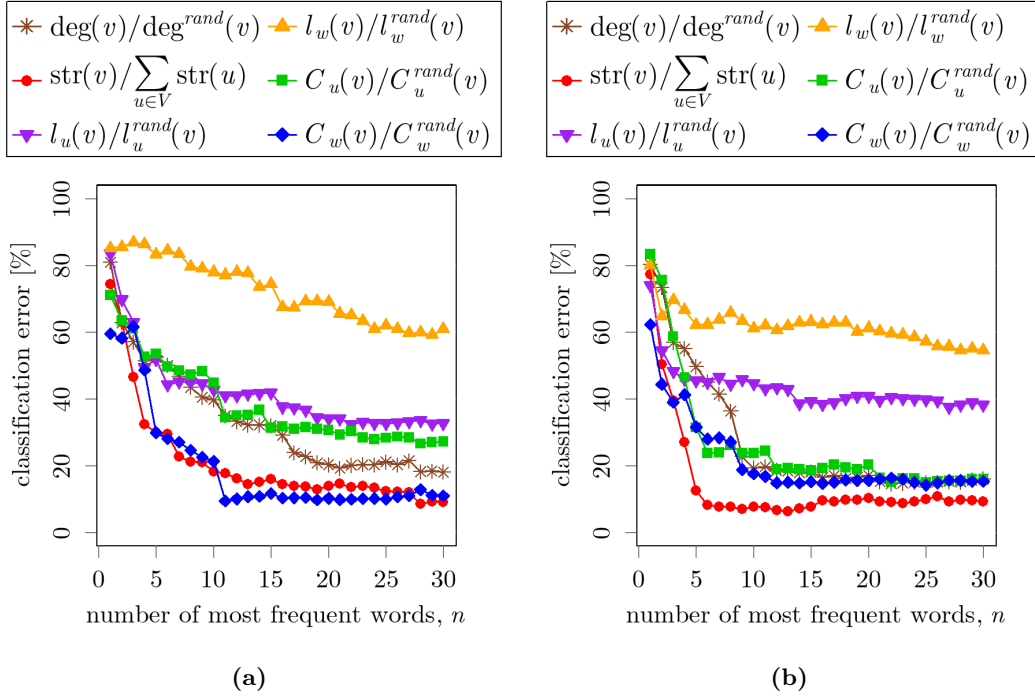 deg(v)/deg^rand(v) l_w(v)/l_w^rand(v)
str(v)/∑_{u∈V} str(u) C_u(v)/C_u^rand(v)
l_u(v)/l_u^rand(v) C_w(v)/C_w^rand(v)
classification error [%]
100
80
60
40
20
0
0 5 10 15 20 25 30
number of most frequent words, n
(a)
deg(v)/deg^rand(v) l_w(v)/l_w^rand(v)
str(v)/∑_{u∈V} str(u) C_u(v)/C_u^rand(v)
l_u(v)/l_u^rand(v) C_w(v)/C_w^rand(v)
classification error [%]
100
80
60
40
20
0
0 5 10 15 20 25 30
number of most frequent words, n
(b)